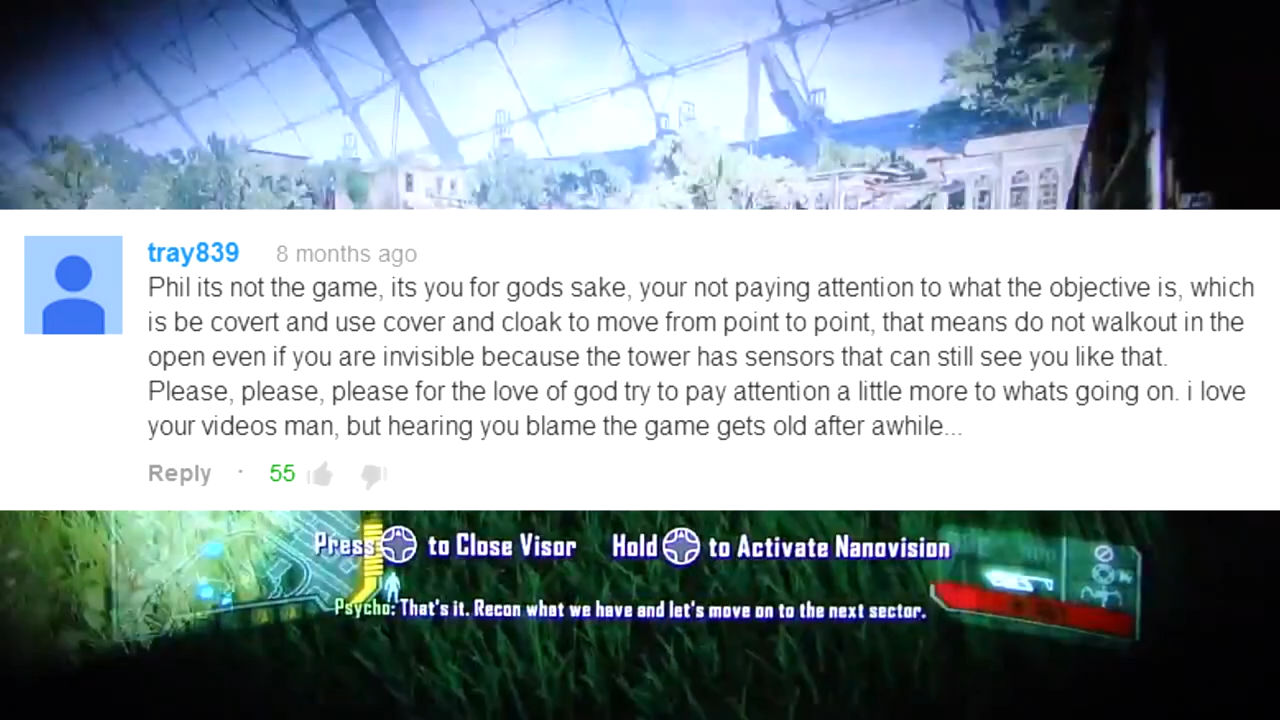 tray839 8 months ago
Phil its not the game, its you for gods sake, your not paying attention to what the objective is, which
is be covert and use cover and cloak to move from point to point, that means do not walkout in the
open even if you are invisible because the tower has sensors that can still see you like that.
Please, please, please for the love of god try to pay attention a little more to whats going on. i love
your videos man, but hearing you blame the game gets old after awhile...
Reply · 55
Press to Close Visor Hold to Activate Nanovision
Psycho: That's it. Recon what we have and let's move on to the next sector.